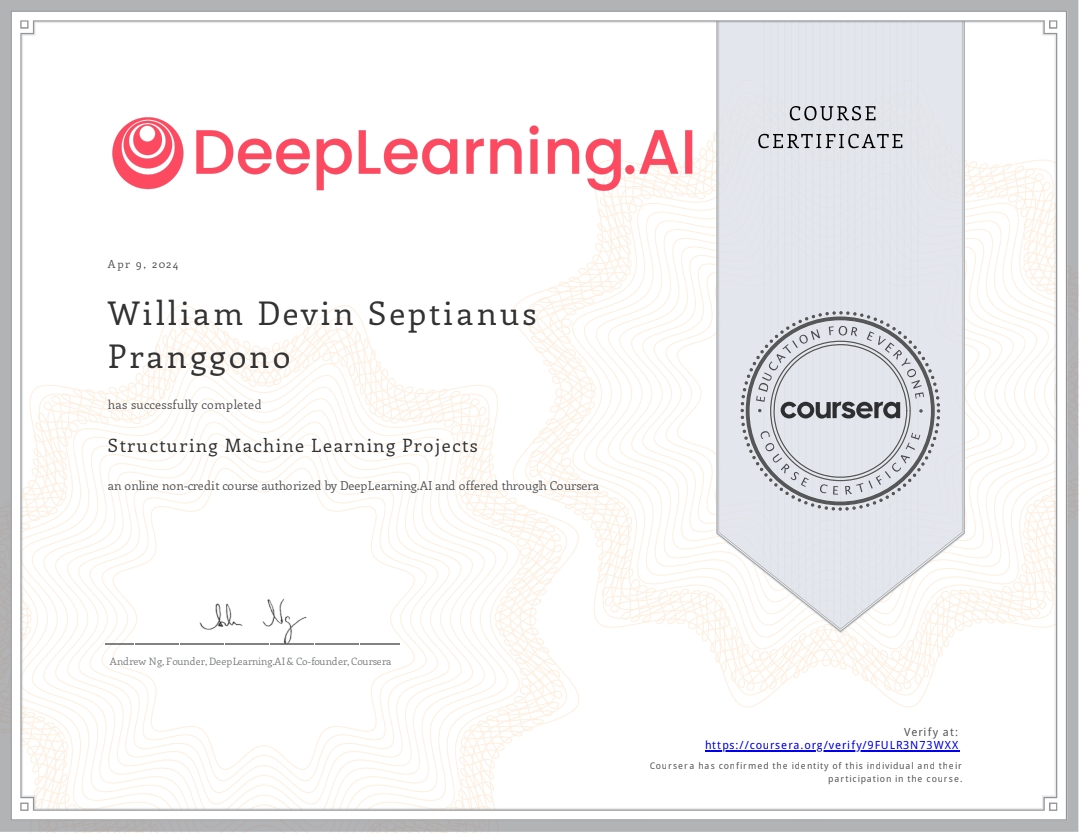 DeepLearning.AI
COURSE
CERTIFICATE
Apr 9, 2024
William Devin Septianus
Pranggono
has successfully completed
Structuring Machine Learning Projects
an online non-credit course authorized by DeepLearning.AI and offered through Coursera
EDUCATION FOR EVERYONE
coursera
COURSE CERTIFICATE
Andrew Ng, Founder, DeepLearning.AI & Co-founder, Coursera
Verify at:
https://coursera.org/verify/9FULR3N73WXX
Coursera has confirmed the identity of this individual and their
participation in the course.